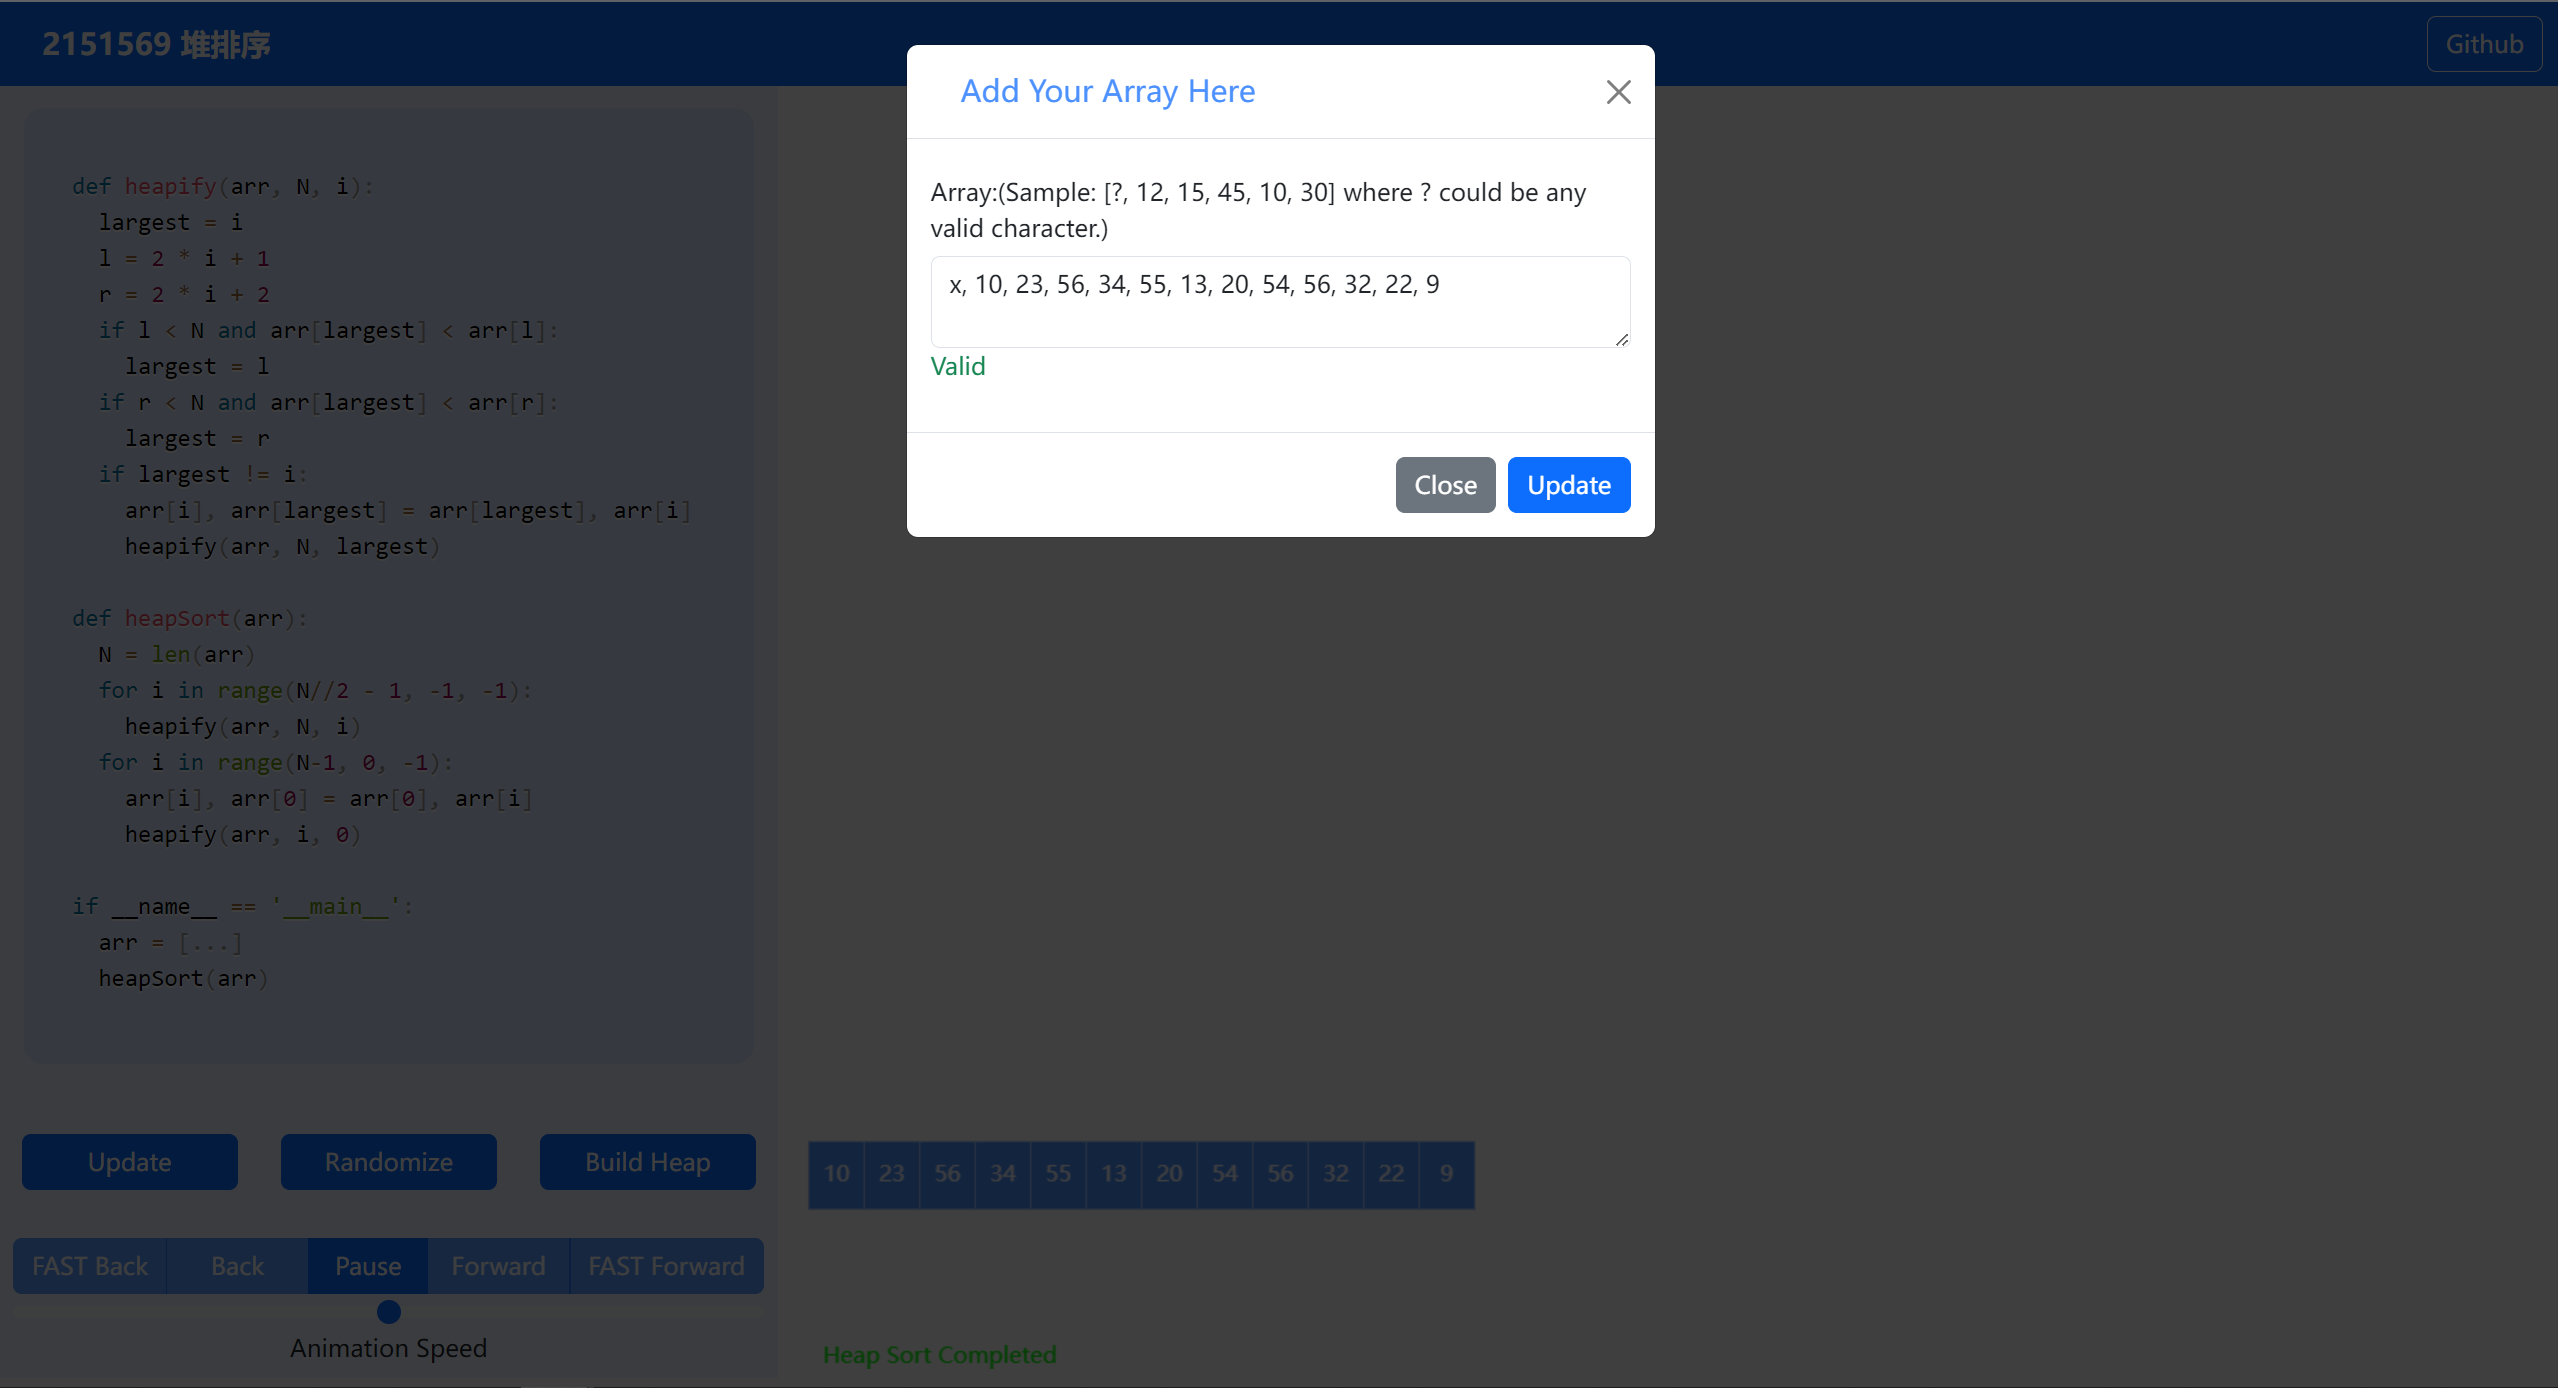 2151569 堆排序
Github
Add Your Array Here
Array:(Sample: [?, 12, 15, 45, 10, 30] where ? could be any
valid character.)
x, 10, 23, 56, 34, 55, 13, 20, 54, 56, 32, 22, 9
Valid
Close
Update
def heapify(arr, N, i):
largest = i
l = 2 * i + 1
r = 2 * i + 2
if l < N and arr[largest] < arr[l]:
largest = l
if r < N and arr[largest] < arr[r]:
largest = r
if largest != i:
arr[i], arr[largest] = arr[largest], arr[i]
heapify(arr, N, largest)
def heapSort(arr):
N = len(arr)
for i in range(N//2 - 1, -1, -1):
heapify(arr, N, i)
for i in range(N-1, 0, -1):
arr[i], arr[0] = arr[0], arr[i]
heapify(arr, i, 0)
if __name__ == '__main__':
arr = [...]
heapSort(arr)
Update
Randomize
Build Heap
10 23 56 34 55 13 20 54 56 32 22 9
FAST Back
Back
Pause
Forward
FAST Forward
Animation Speed
Heap Sort Completed